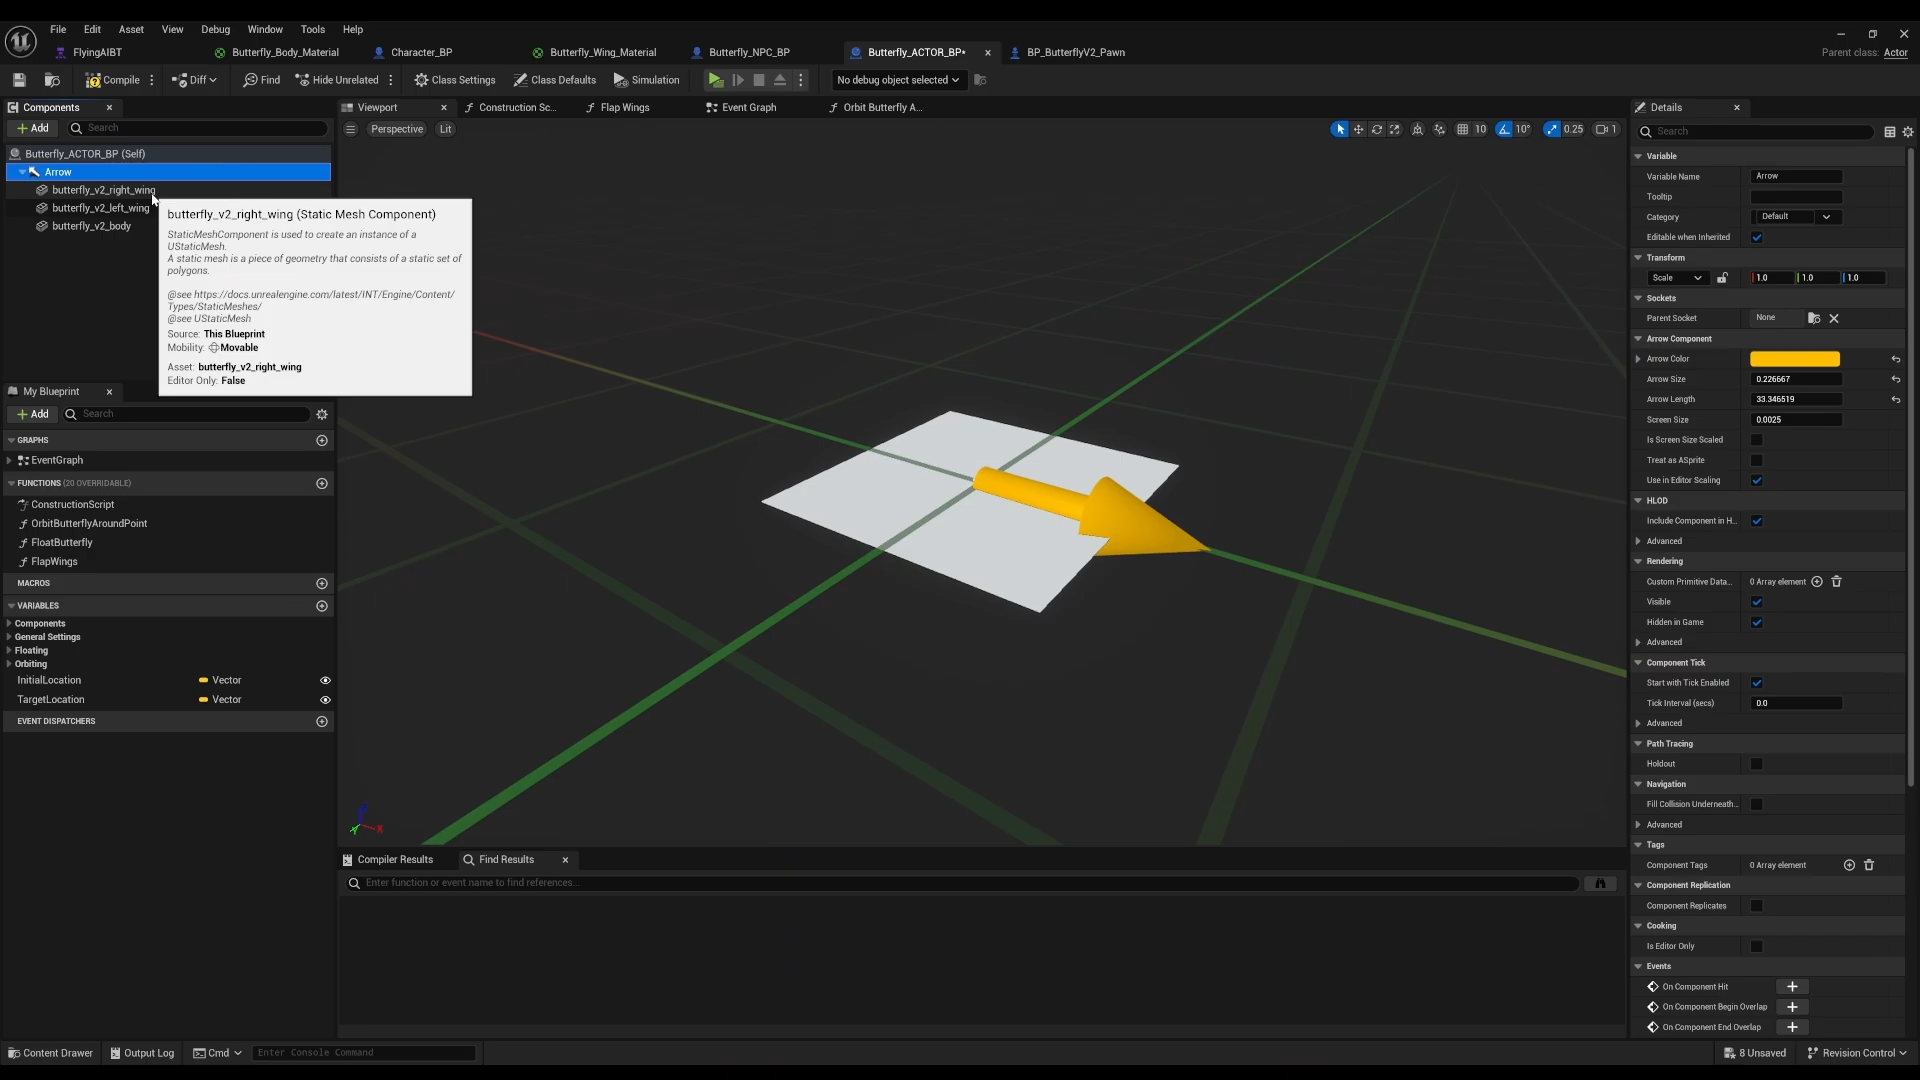 File Edit Asset View Debug Window Tools Help
FlyingAIBT Butterfly_Body_Material Character_BP Butterfly_Wing_Material Butterfly_NPC_BP Butterfly_ACTOR_BP* BP_ButterflyV2_Pawn Parent class: Actor
Compile Diff Find Hide Unrelated Class Settings Class Defaults Simulation No debug object selected
Components Viewport Construction Sc... Flap Wings Event Graph Orbit Butterfly A... Details
Add Search Perspective Lit 10 10° 0.25 1 Search
Butterfly_ACTOR_BP (Self)
Arrow
butterfly_v2_right_wing
butterfly_v2_left_wing
butterfly_v2_body
butterfly_v2_right_wing (Static Mesh Component)
StaticMeshComponent is used to create an instance of a
UStaticMesh.
A static mesh is a piece of geometry that consists of a static set of
polygons.
@see https://docs.unrealengine.com/latest/INT/Engine/Content/
Types/StaticMeshes/
@see UStaticMesh
Source: This Blueprint
Mobility: Movable
Asset: butterfly_v2_right_wing
Editor Only: False
My Blueprint
Add Search
GRAPHS
EventGraph
FUNCTIONS (20 OVERRIDABLE)
ConstructionScript
OrbitButterflyAroundPoint
FloatButterfly
FlapWings
MACROS
VARIABLES
Components
General Settings
Floating
Orbiting
InitialLocation Vector
TargetLocation Vector
EVENT DISPATCHERS
X
Compiler Results Find Results
Enter function or event name to find references...
Variable
Variable Name Arrow
Tooltip
Category Default
Editable when Inherited
Transform
Scale 1.0 1.0 1.0
Sockets
Parent Socket None
Arrow Component
Arrow Color
Arrow Size 0.226667
Arrow Length 33.346519
Screen Size 0.0025
Is Screen Size Scaled
Treat as ASprite
Use in Editor Scaling
HLOD
Include Component in H...
Advanced
Rendering
Custom Primitive Data... 0 Array element
Visible
Hidden in Game
Advanced
Component Tick
Start with Tick Enabled
Tick Interval (secs) 0.0
Advanced
Path Tracing
Holdout
Navigation
Fill Collision Underneath...
Advanced
Tags
Component Tags 0 Array element
Component Replication
Component Replicates
Cooking
Is Editor Only
Events
On Component Hit
On Component Begin Overlap
On Component End Overlap
Content Drawer Output Log Cmd Enter Console Command 8 Unsaved Revision Control